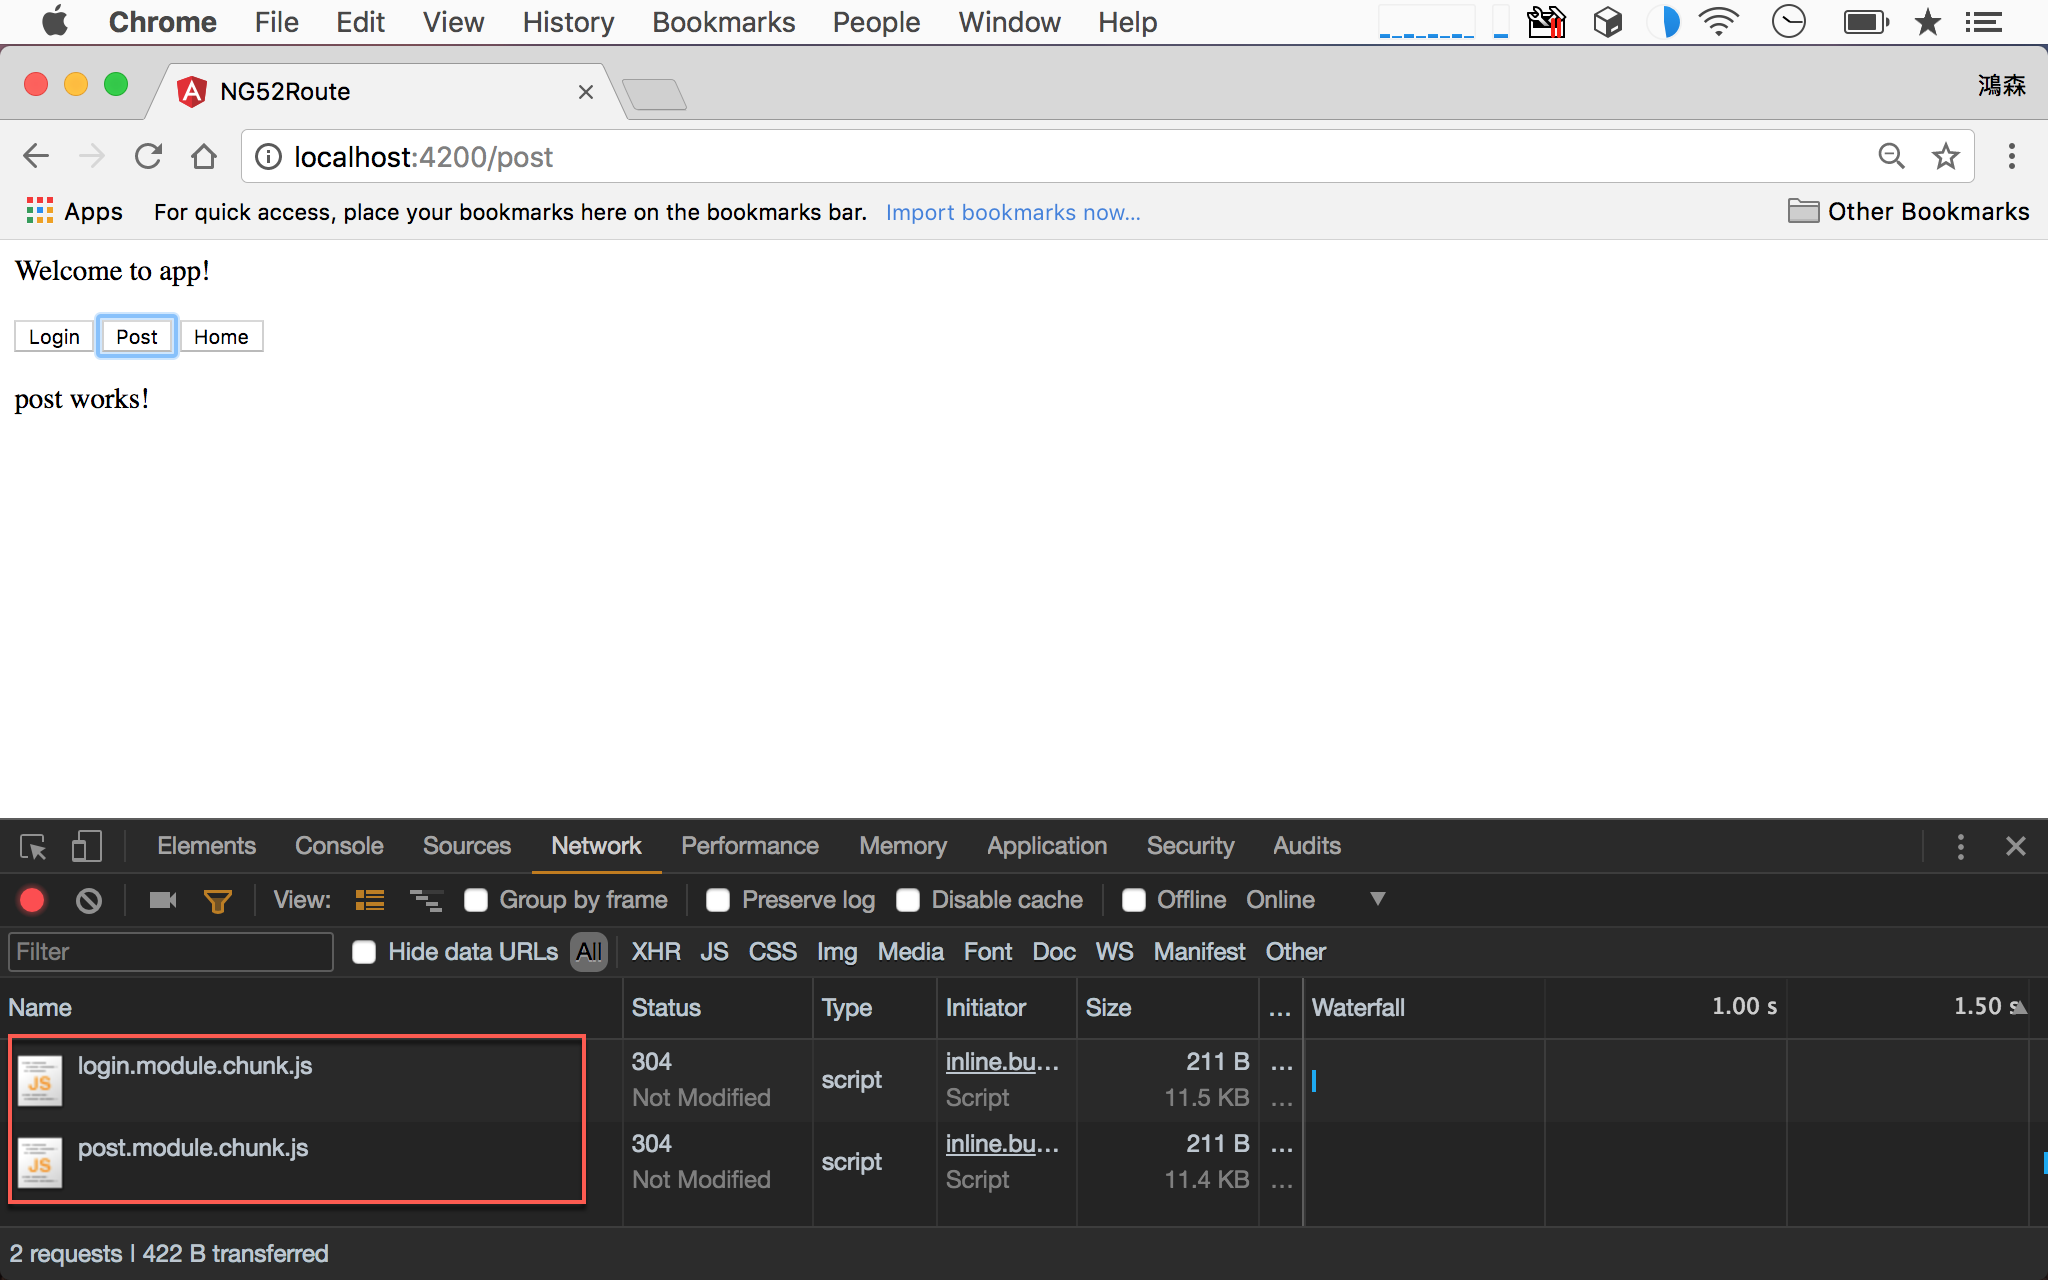 Chrome File Edit View History Bookmarks People Window Help
NG52Route
鴻森
localhost:4200/post
Apps For quick access, place your bookmarks here on the bookmarks bar. Import bookmarks now... Other Bookmarks
Welcome to app!
Login Post Home
post works!
Elements Console Sources Network Performance Memory Application Security Audits
View: Group by frame Preserve log Disable cache Offline Online
Filter Hide data URLs All XHR JS CSS Img Media Font Doc WS Manifest Other
Name Status Type Initiator Size ... Waterfall 1.00 s 1.50 s
login.module.chunk.js 304 script inline.bu... 211 B ...
Not Modified Script 11.5 KB ...
post.module.chunk.js 304 script inline.bu... 211 B ...
Not Modified Script 11.4 KB ...
2 requests | 422 B transferred